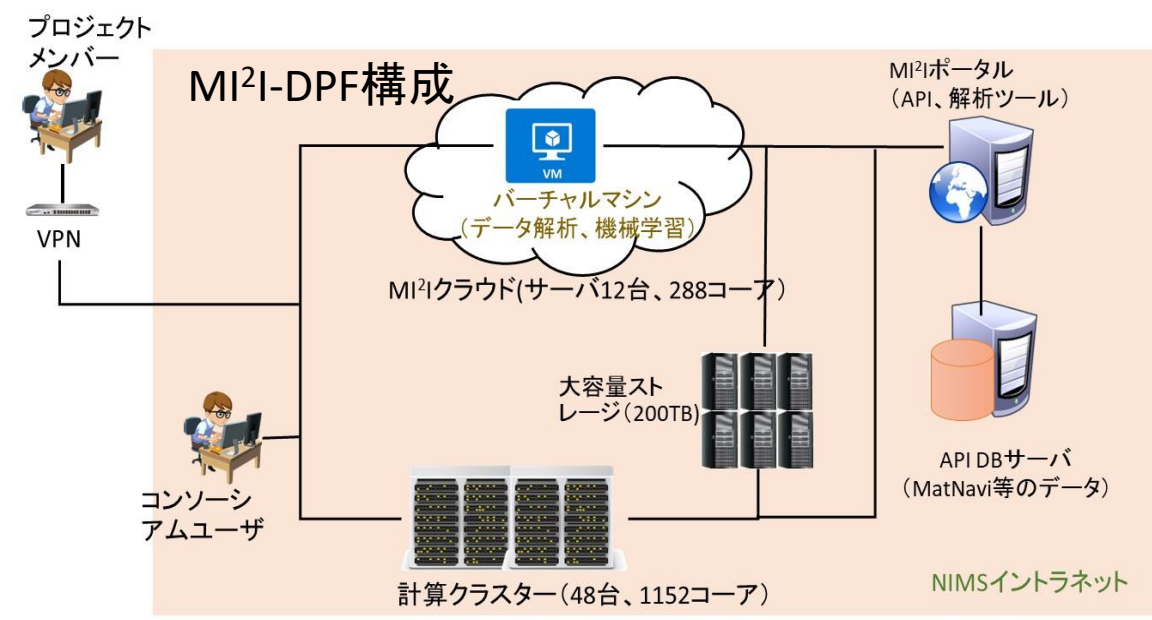 プロジェクト
メンバー
MI²I-DPF構成
MI²Iポータル
（API、解析ツール）
VM
バーチャルマシン
（データ解析、機械学習）
VPN
MI²Iクラウド(サーバ12台、288コーア）
大容量スト
レージ（200TB)
API DBサーバ
（MatNavi等のデータ）
コンソーシ
アムユーザ
計算クラスター（48台、1152コーア）
NIMSイントラネット